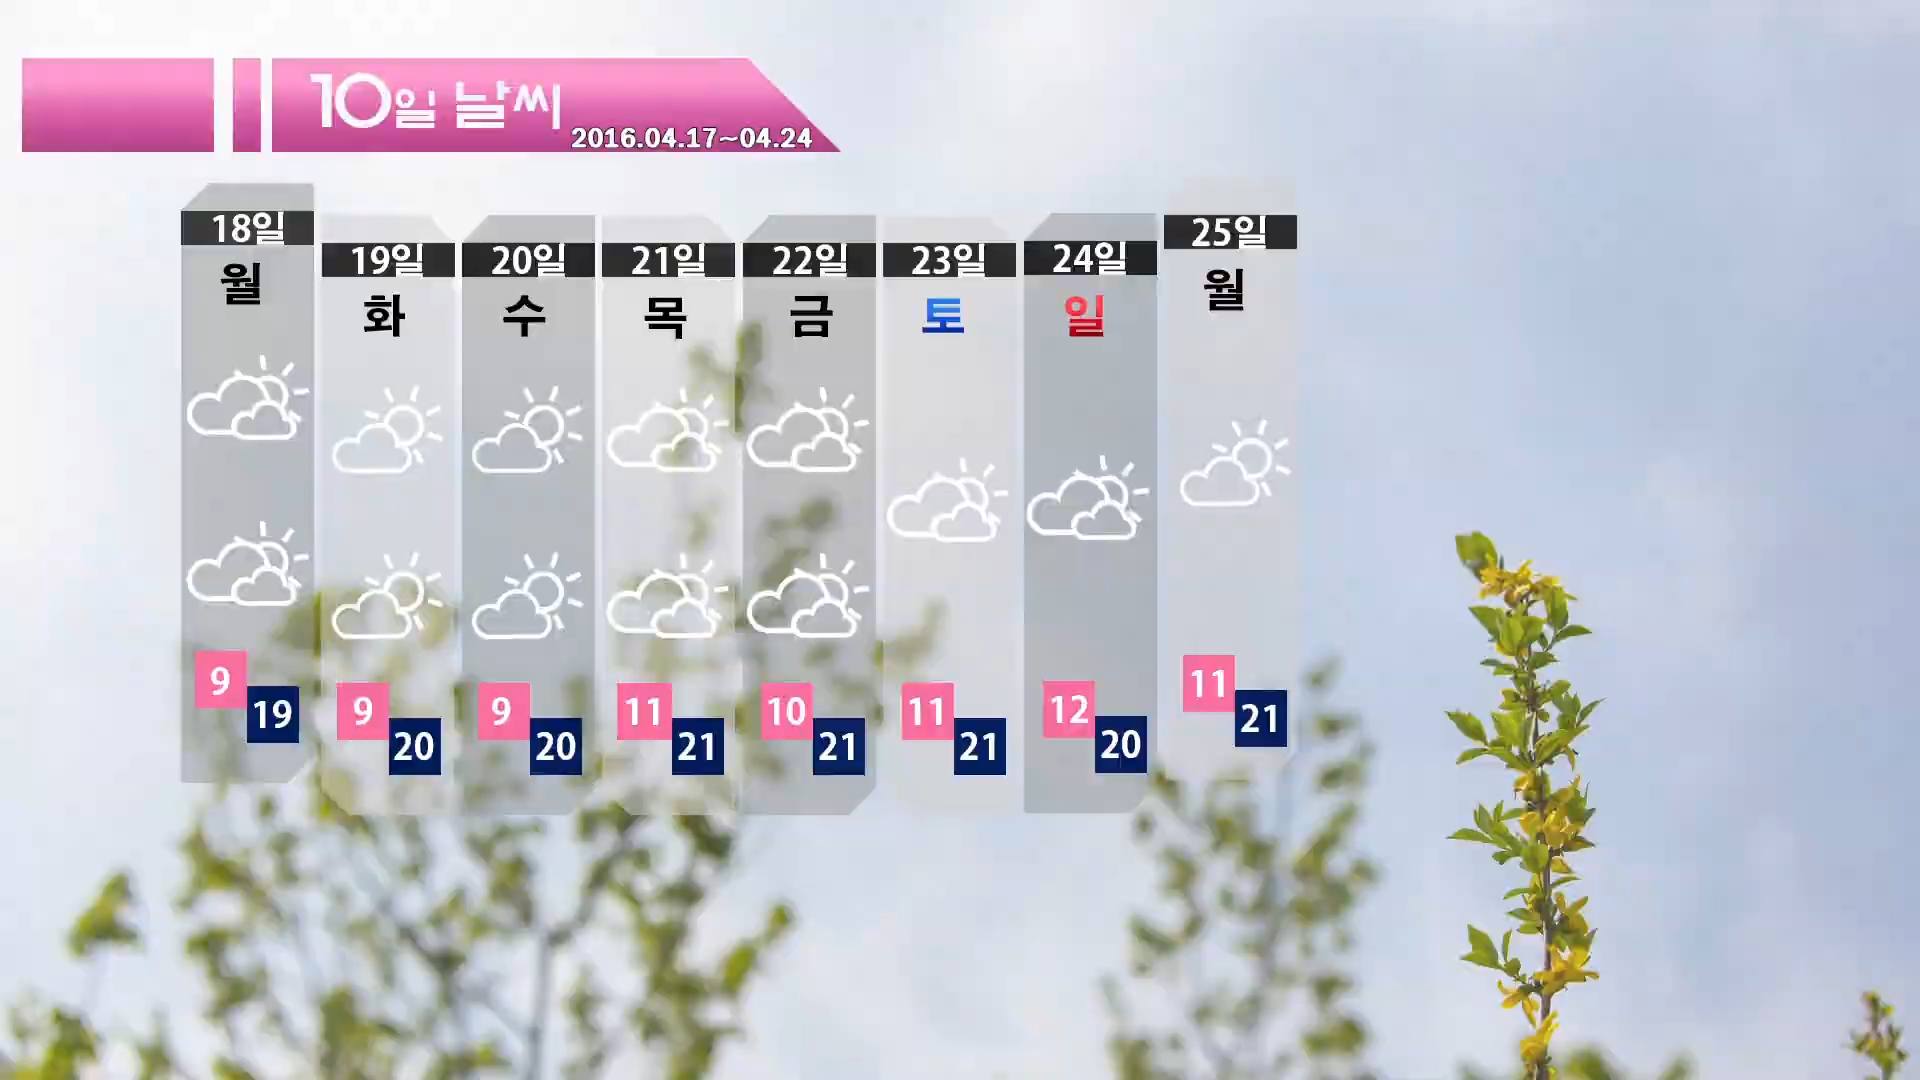 10일 날씨
2016.04.17~04.24
18일 19일 20일 21일 22일 23일 24일 25일
월 화 수 목 금 토 일 월
9 9 9 11 10 11 12 11
19 20 20 21 21 21 20 21